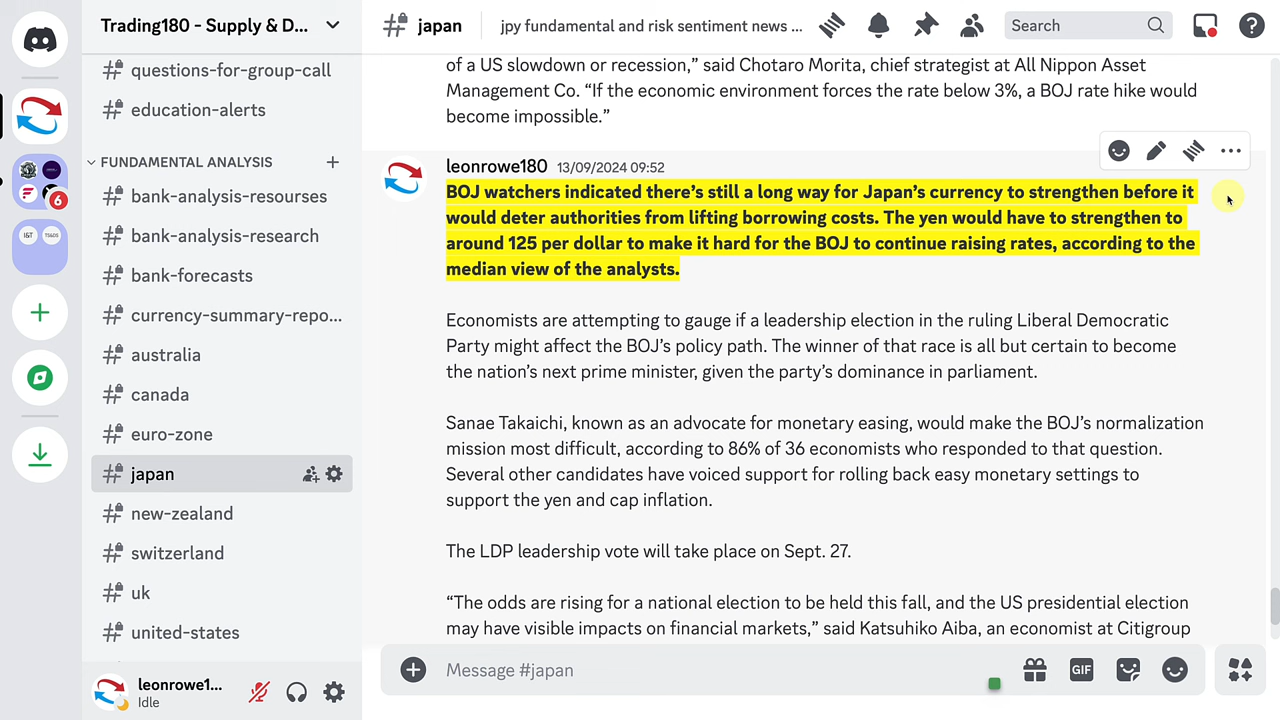 Trading180 - Supply & D...
japan
jpy fundamental and risk sentiment news ...
Search
questions-for-group-call
education-alerts
FUNDAMENTAL ANALYSIS
bank-analysis-resourses
bank-analysis-research
bank-forecasts
currency-summary-repo...
australia
canada
euro-zone
japan
new-zealand
switzerland
uk
united-states
6
I&T
leonrowe1...
Idle
of a US slowdown or recession,” said Chotaro Morita, chief strategist at All Nippon Asset
Management Co. “If the economic environment forces the rate below 3%, a BOJ rate hike would
become impossible.”
leonrowe180 13/09/2024 09:52
BOJ watchers indicated there’s still a long way for Japan’s currency to strengthen before it
would deter authorities from lifting borrowing costs. The yen would have to strengthen to
around 125 per dollar to make it hard for the BOJ to continue raising rates, according to the
median view of the analysts.
Economists are attempting to gauge if a leadership election in the ruling Liberal Democratic
Party might affect the BOJ’s policy path. The winner of that race is all but certain to become
the nation’s next prime minister, given the party’s dominance in parliament.
Sanae Takaichi, known as an advocate for monetary easing, would make the BOJ’s normalization
mission most difficult, according to 86% of 36 economists who responded to that question.
Several other candidates have voiced support for rolling back easy monetary settings to
support the yen and cap inflation.
The LDP leadership vote will take place on Sept. 27.
“The odds are rising for a national election to be held this fall, and the US presidential election
may have visible impacts on financial markets,” said Katsuhiko Aiba, an economist at Citigroup
Message #japan
GIF